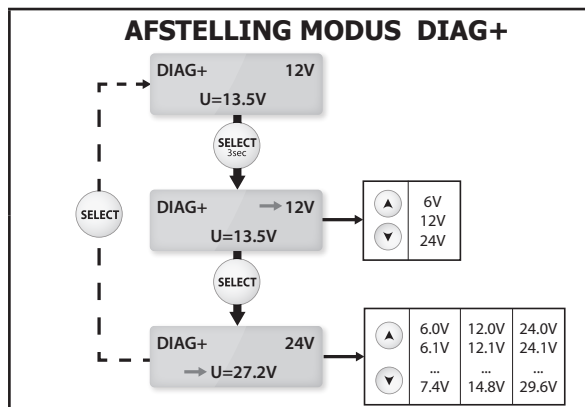 AFSTELLING MODUS DIAG+
DIAG+ 12V
U=13.5V
SELECT
3sec
SELECT
DIAG+ 12V
U=13.5V
6V
12V
24V
SELECT
DIAG+ 24V
U=27.2V
6.0V 12.0V 24.0V
6.1V 12.1V 24.1V
... ... ...
7.4V 14.8V 29.6V